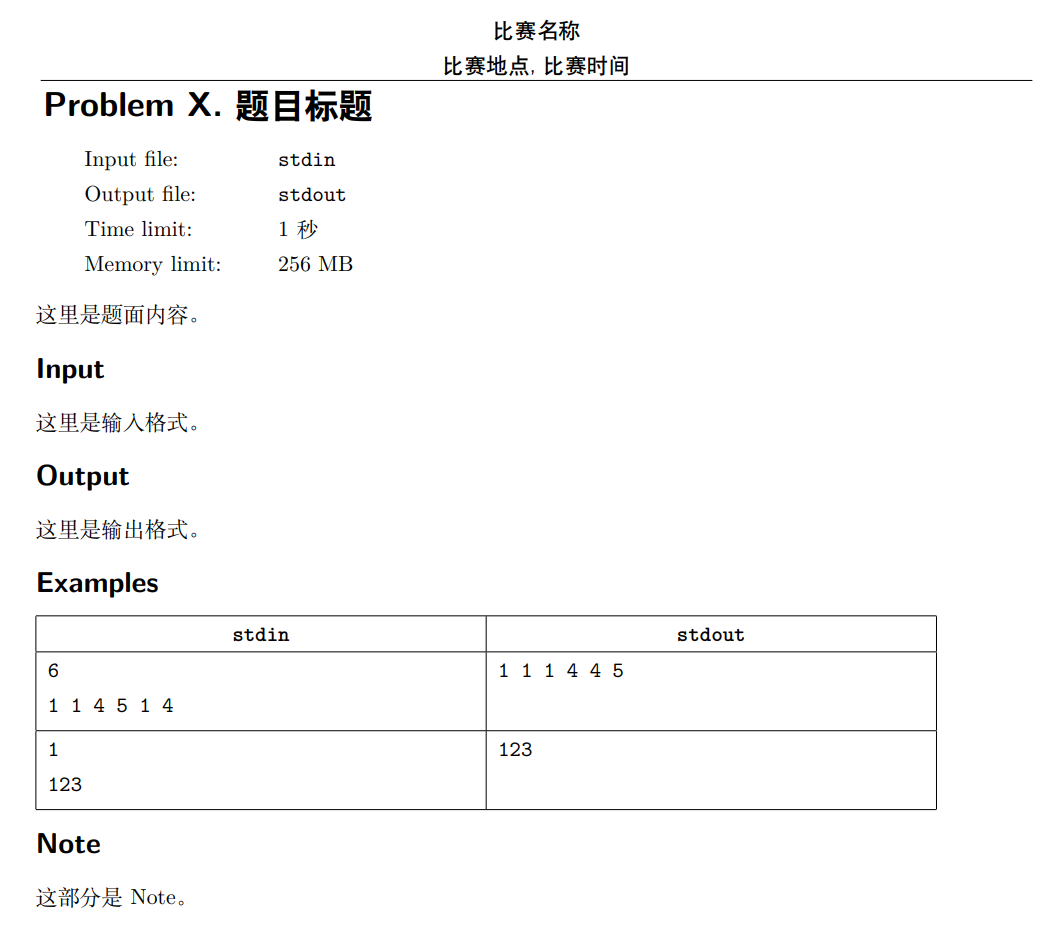 比赛名称
比赛地点, 比赛时间
Problem X. 题目标题
Input file: stdin
Output file: stdout
Time limit: 1 秒
Memory limit: 256 MB
这里是题面内容。
Input
这里是输入格式。
Output
这里是输出格式。
Examples
stdin stdout
6 1 1 1 4 4 5
1 1 4 5 1 4
1 123
123
Note
这部分是 Note。